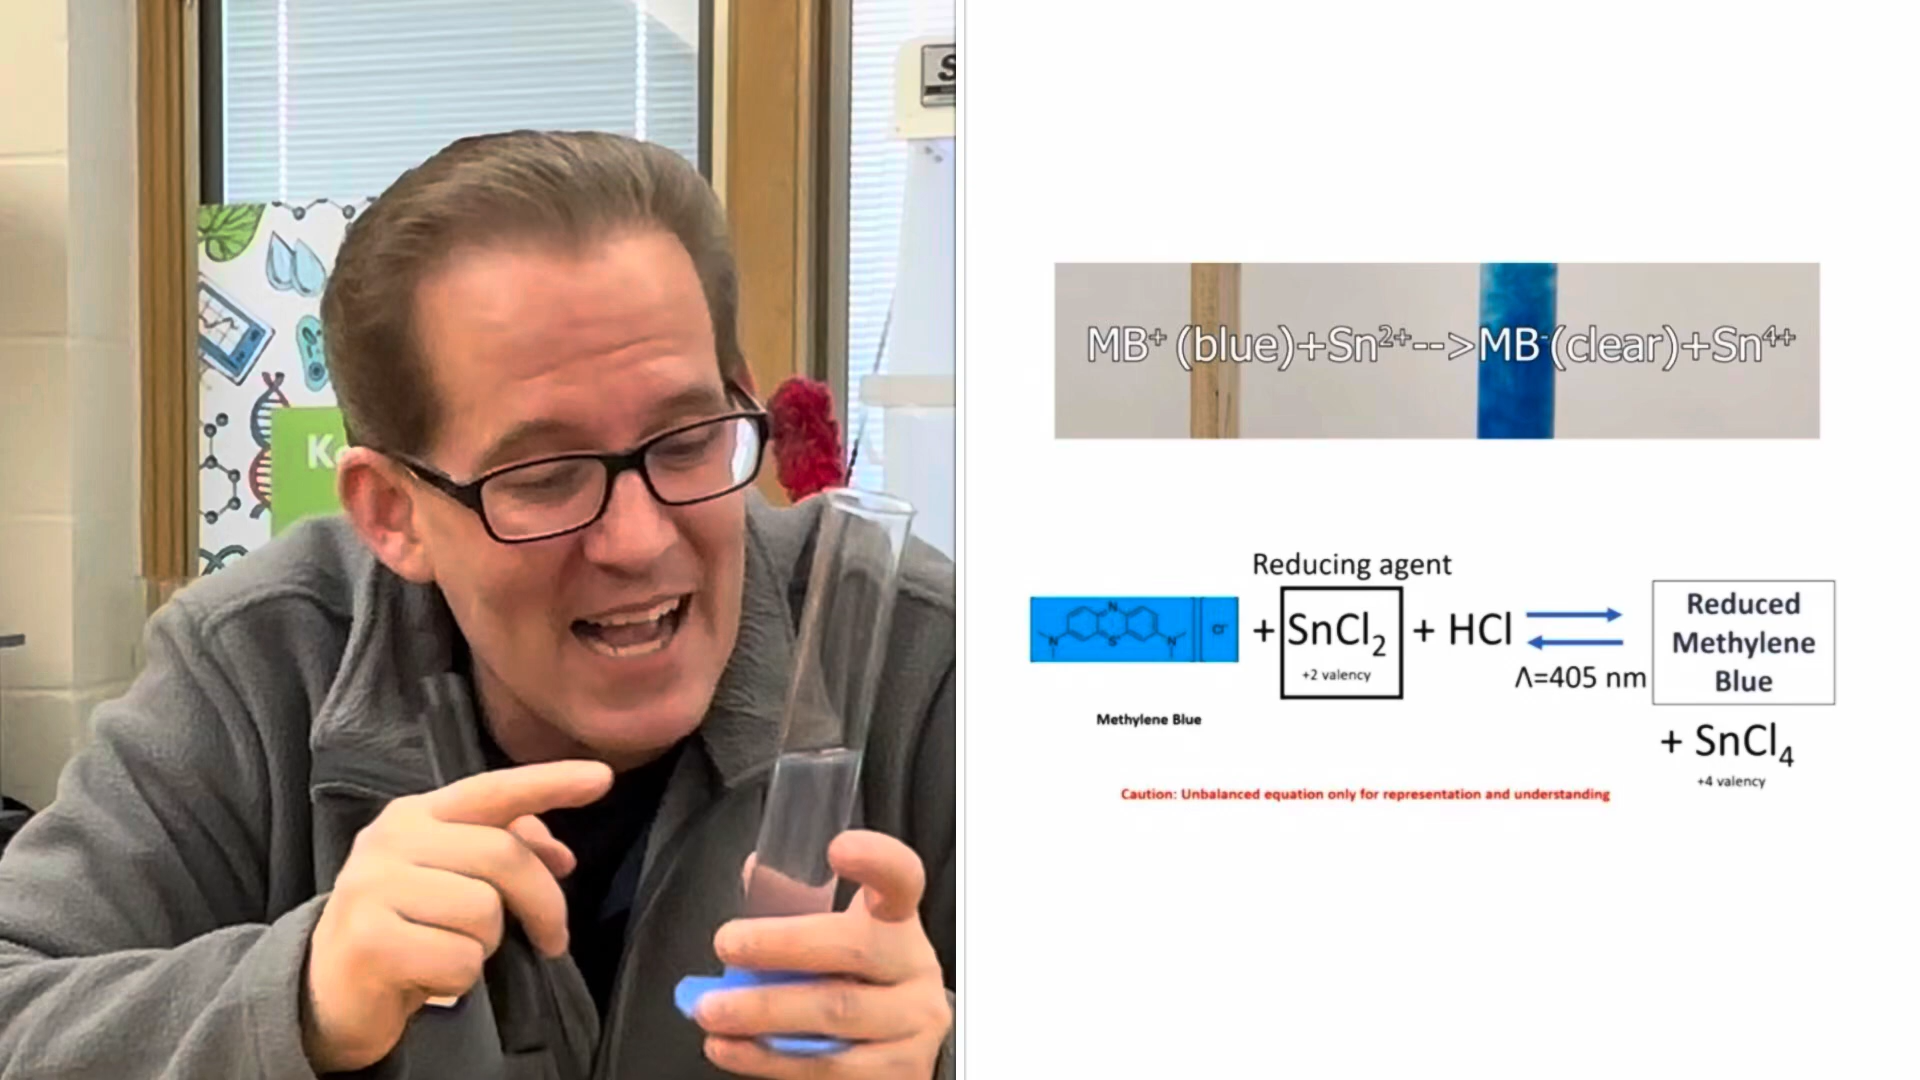 S
K
MB⁺ (blue)+Sn²⁺-->MB⁻(clear)+Sn⁴⁺
Reducing agent
N
N
S
N
Cl⁻
+ SnCl₂ + HCl
+2 valency
Λ=405 nm
Reduced
Methylene
Blue
Methylene Blue
+ SnCl₄
+4 valency
Caution: Unbalanced equation only for representation and understanding